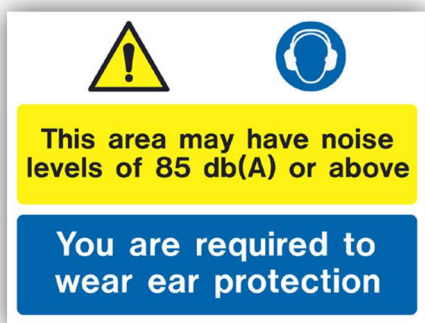 This area may have noise
levels of 85 db(A) or above
You are required to
wear ear protection